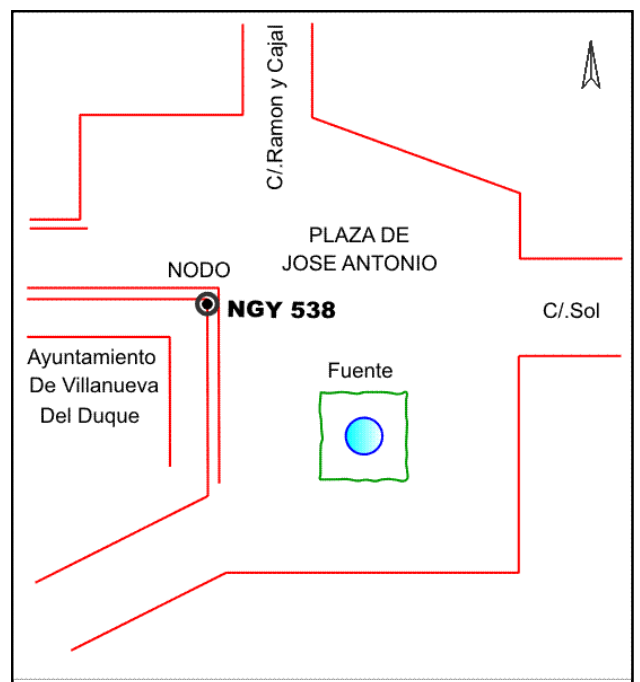 C/.Ramon y Cajal
PLAZA DE
JOSE ANTONIO
NODO
NGY 538
C/.Sol
Ayuntamiento
De Villanueva
Del Duque
Fuente